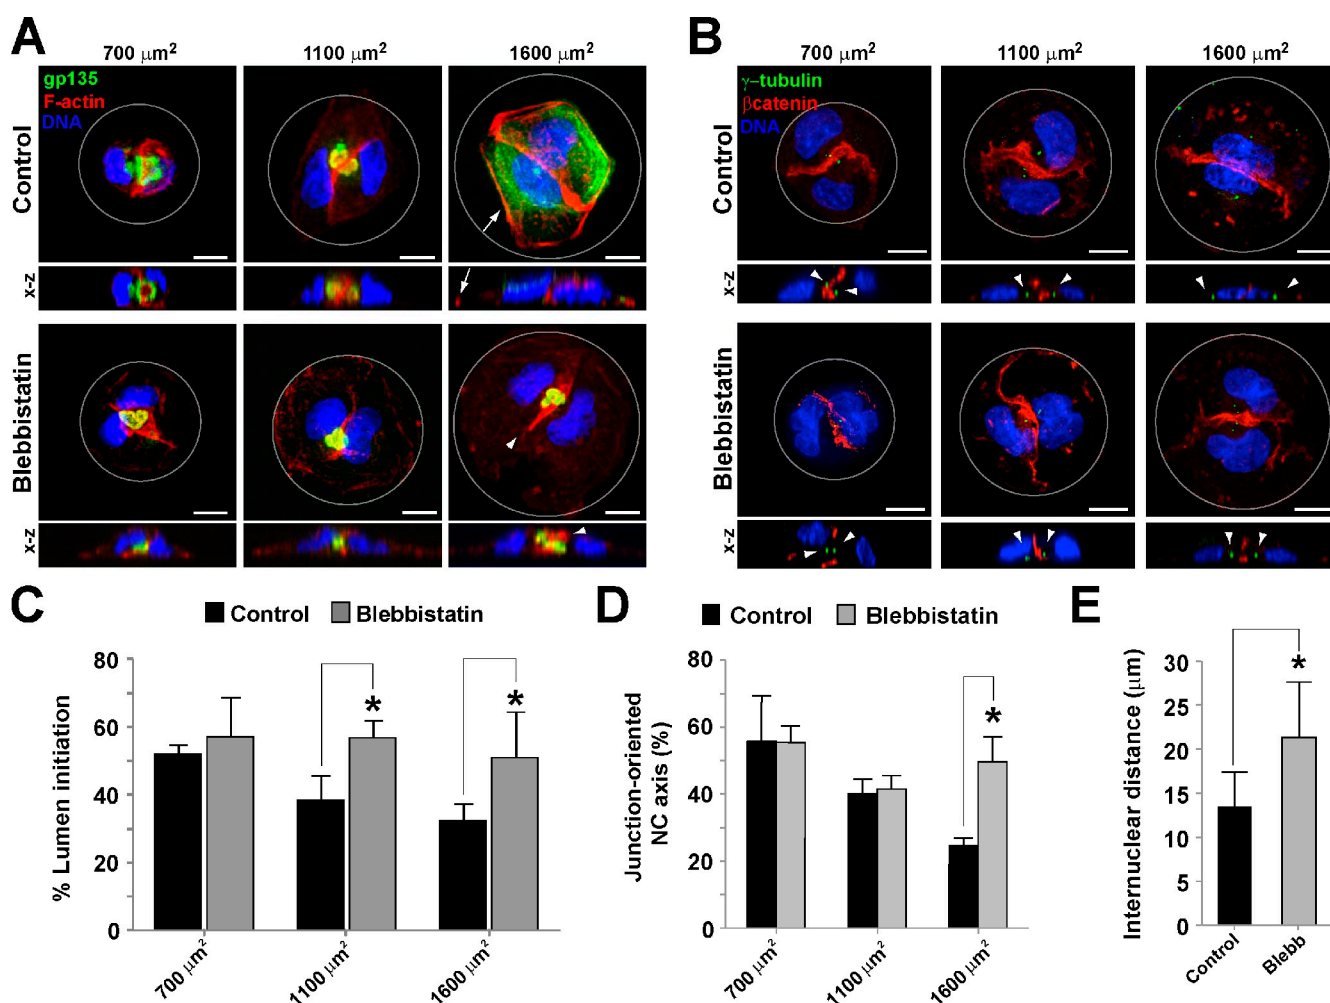 A
700 μm²
1100 μm²
1600 μm²
gp135
F-actin
DNA
Control
x-z
Blebbistatin
x-z
B
700 μm²
1100 μm²
1600 μm²
γ-tubulin
βcatenin
DNA
Control
x-z
Blebbistatin
x-z
C
Control
Blebbistatin
% Lumen initiation
80
60
40
20
0
*
*
700 μm²
1100 μm²
1600 μm²
D
Control
Blebbistatin
Junction-oriented
NC axis (%)
80
60
40
20
0
*
700 μm²
1100 μm²
1600 μm²
E
Internuclear distance (μm)
30
25
20
15
10
5
0
*
Control
Blebb